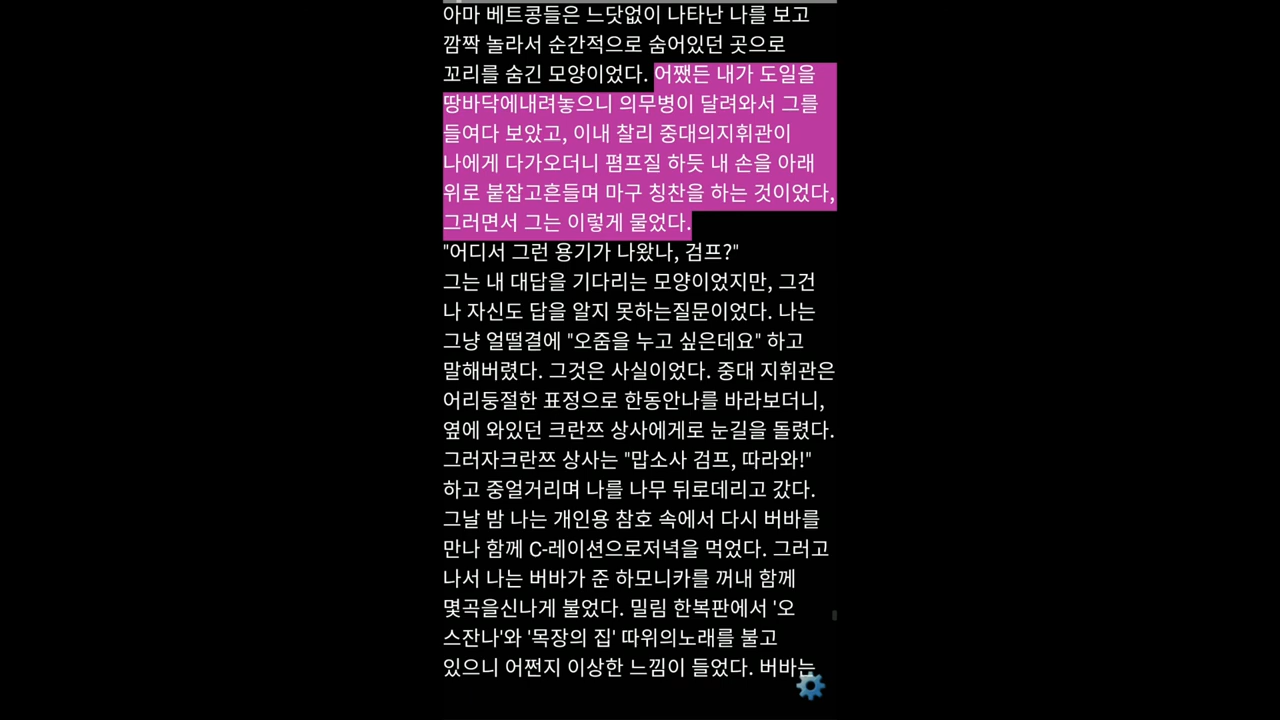 아마 베트콩들은 느닷없이 나타난 나를 보고
깜짝 놀라서 순간적으로 숨어있던 곳으로
꼬리를 숨긴 모양이었다. 어쨌든 내가 도일을
땅바닥에내려놓으니 의무병이 달려와서 그를
들여다 보았고, 이내 찰리 중대의지휘관이
나에게 다가오더니 폄프질 하듯 내 손을 아래
위로 붙잡고흔들며 마구 칭찬을 하는 것이었다,
그러면서 그는 이렇게 물었다.
"어디서 그런 용기가 나왔나, 검프?"
그는 내 대답을 기다리는 모양이었지만, 그건
나 자신도 답을 알지 못하는질문이었다. 나는
그냥 얼떨결에 "오줌을 누고 싶은데요" 하고
말해버렸다. 그것은 사실이었다. 중대 지휘관은
어리둥절한 표정으로 한동안나를 바라보더니,
옆에 와있던 크란쯔 상사에게로 눈길을 돌렸다.
그러자크란쯔 상사는 "맙소사 검프, 따라와!"
하고 중얼거리며 나를 나무 뒤로데리고 갔다.
그날 밤 나는 개인용 참호 속에서 다시 버바를
만나 함께 C-레이션으로저녁을 먹었다. 그러고
나서 나는 버바가 준 하모니카를 꺼내 함께
몇곡을신나게 불었다. 밀림 한복판에서 '오
스잔나'와 '목장의 집' 따위의노래를 불고
있으니 어쩐지 이상한 느낌이 들었다. 버바는